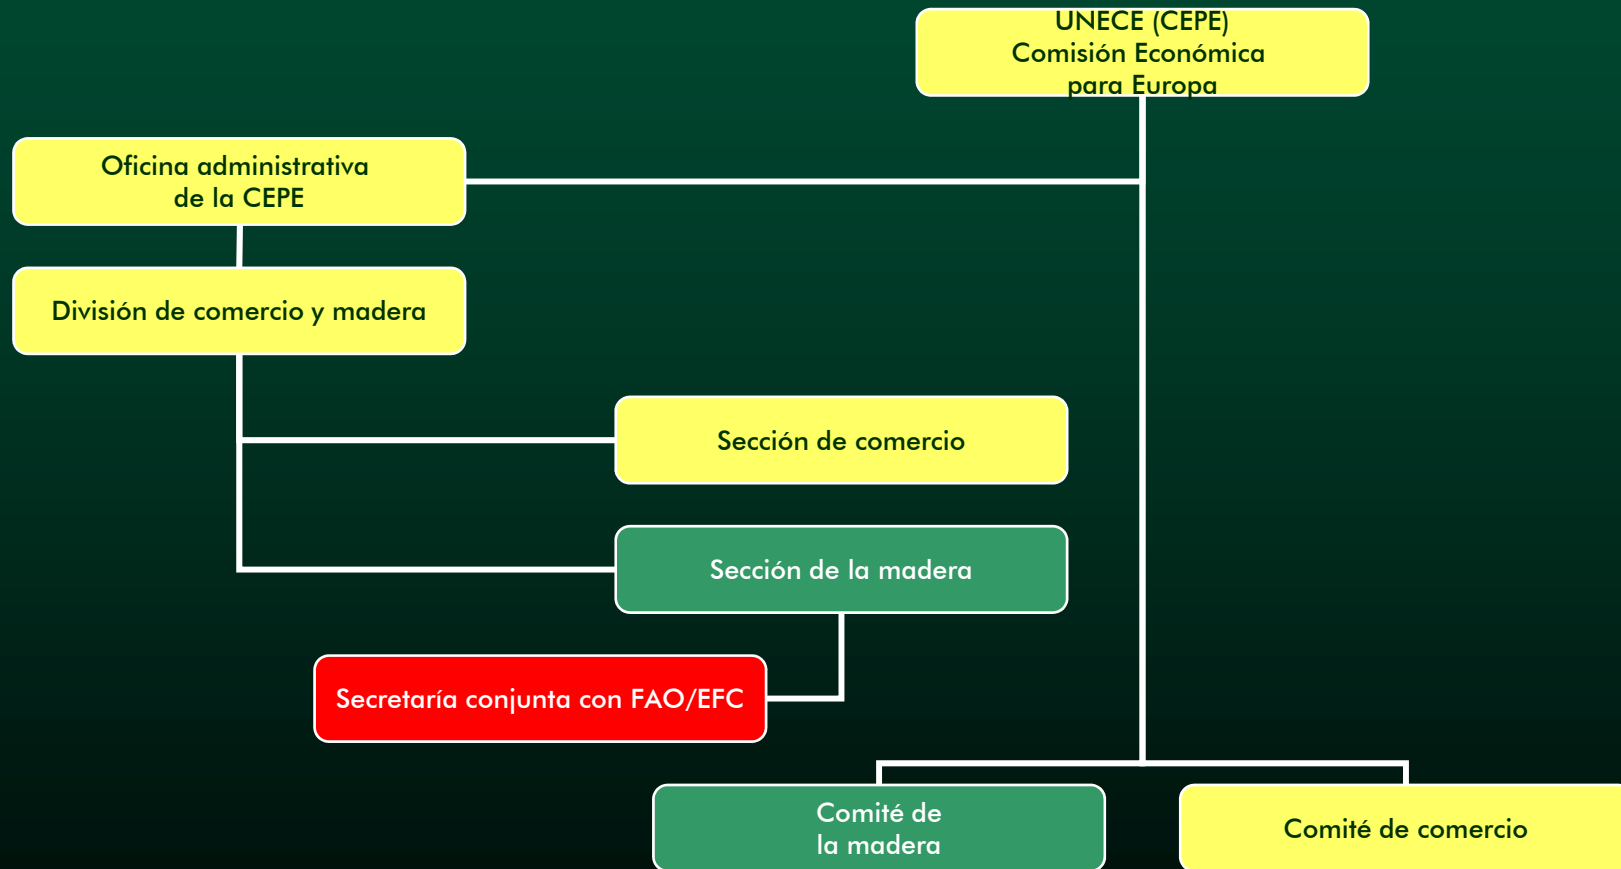 UNECE (CEPE)
Comisión Económica
para Europa
Oficina administrativa
de la CEPE
División de comercio y madera
Sección de comercio
Sección de la madera
Secretaría conjunta con FAO/EFC
Comité de
la madera
Comité de comercio